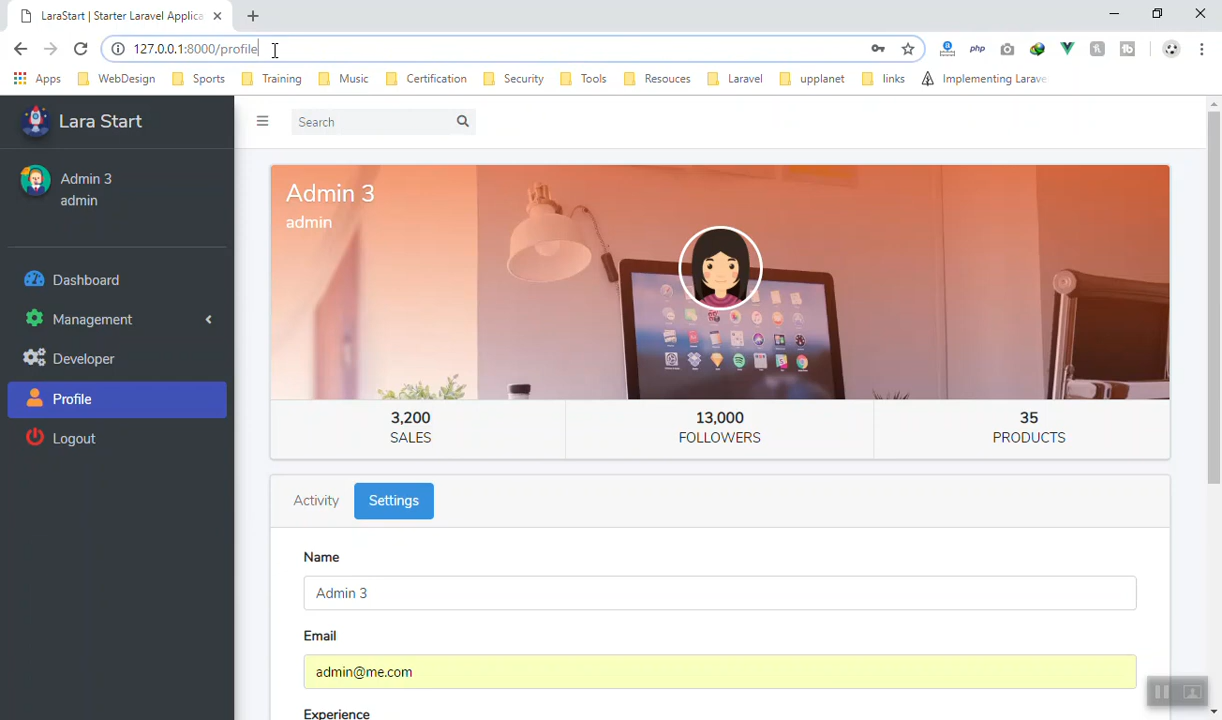 LaraStart | Starter Laravel Applica
127.0.0.1:8000/profile
php
Apps WebDesign Sports Training Music Certification Security Tools Resouces Laravel upplanet links Implementing Larave
Lara Start
Search
Admin 3
admin
Dashboard
Management
Developer
Profile
Logout
Admin 3
admin
3,200 13,000 35
SALES FOLLOWERS PRODUCTS
Activity Settings
Name
Admin 3
Email
admin@me.com
Experience